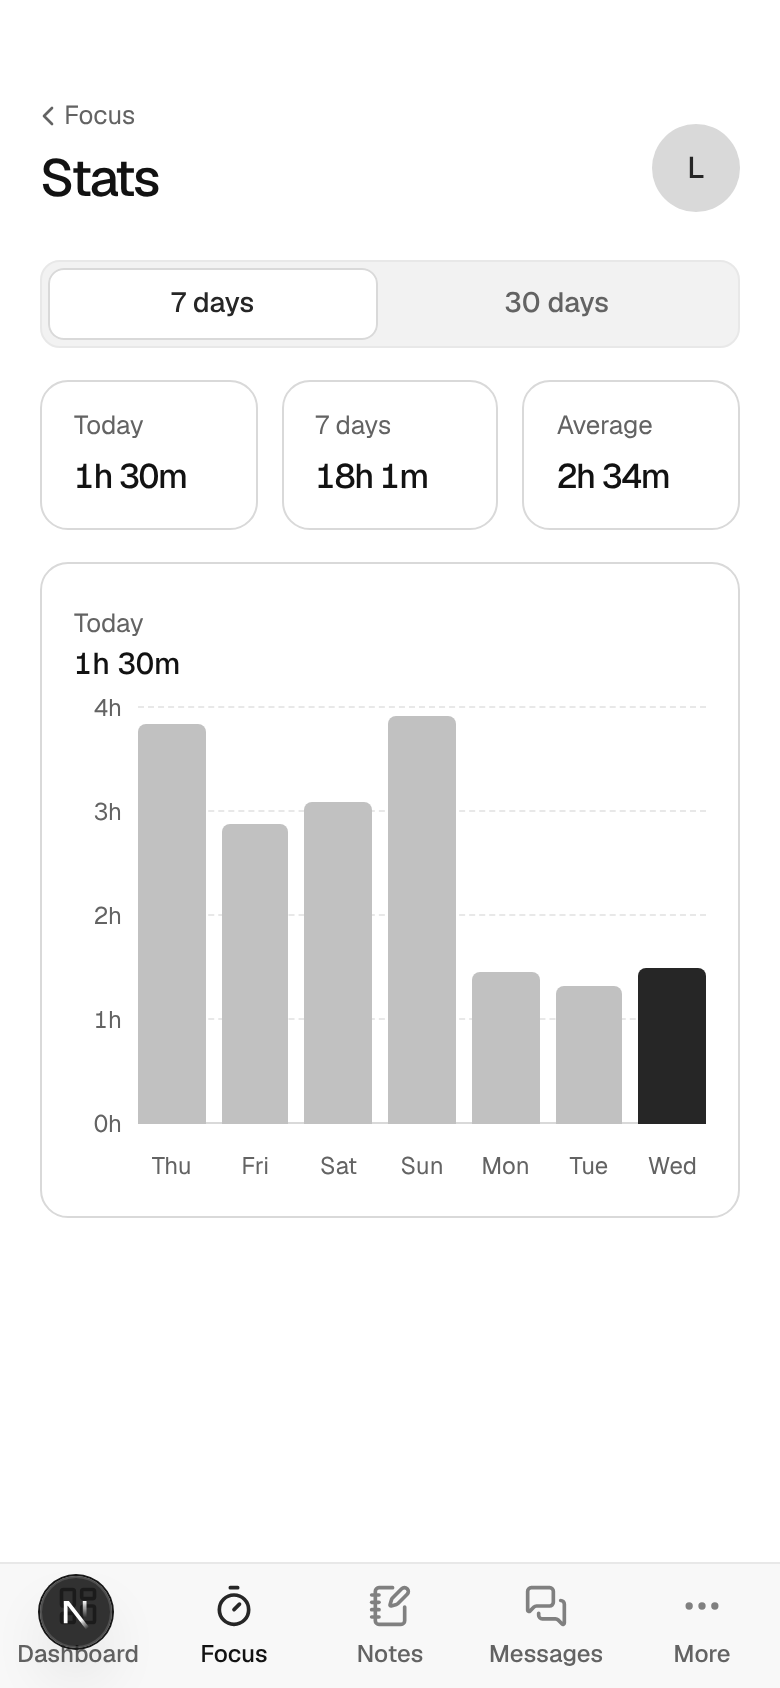 Focus
Stats
L
7 days
30 days
Today
1h 30m
7 days
18h 1m
Average
2h 34m
Today
1h 30m
4h
3h
2h
1h
0h
Thu Fri Sat Sun Mon Tue Wed
N
Dashboard Focus Notes Messages More